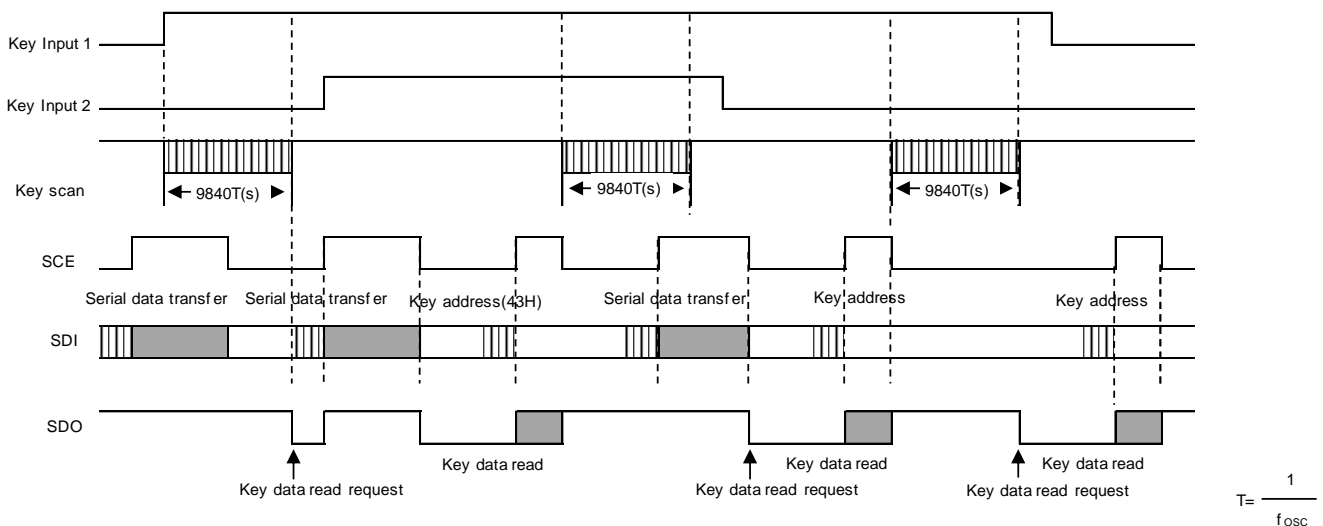 Key Input 1
Key Input 2
Key scan
9840T(s)
9840T(s)
9840T(s)
SCE
Serial data transfer
Serial data transfer
Key address(43H)
Serial data transfer
Key address
Key address
SDI
SDO
Key data read
Key data read
Key data read
Key data read request
Key data read request
Key data read request
T= 1
fosc